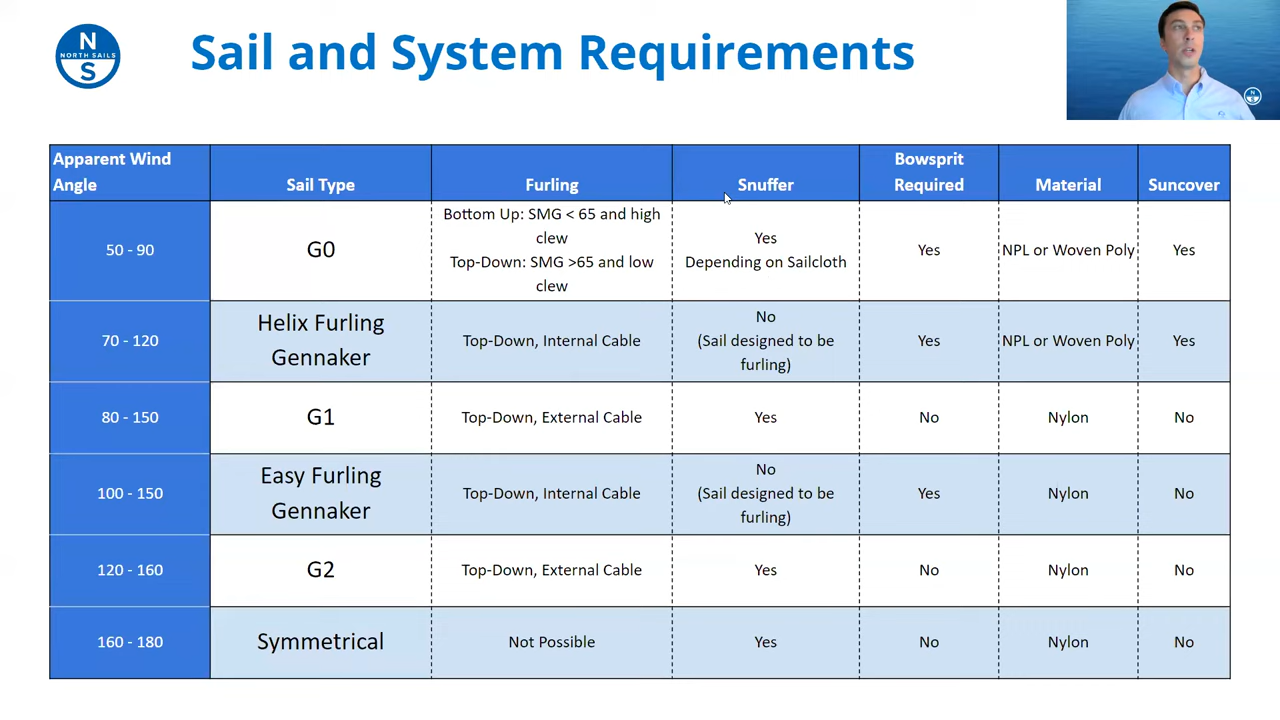 N
NORTH SAILS
S
Sail and System Requirements
N
S
Apparent Wind
Angle
Sail Type
Furling
Snuffer
Bowsprit
Required
Material
Suncover
50 - 90
G0
Bottom Up: SMG < 65 and high
clew
Top-Down: SMG >65 and low
clew
Yes
Depending on Sailcloth
Yes
NPL or Woven Poly
Yes
70 - 120
Helix Furling
Gennaker
Top-Down, Internal Cable
No
(Sail designed to be
furling)
Yes
NPL or Woven Poly
Yes
80 - 150
G1
Top-Down, External Cable
Yes
No
Nylon
No
100 - 150
Easy Furling
Gennaker
Top-Down, Internal Cable
No
(Sail designed to be
furling)
Yes
Nylon
No
120 - 160
G2
Top-Down, External Cable
Yes
No
Nylon
No
160 - 180
Symmetrical
Not Possible
Yes
No
Nylon
No